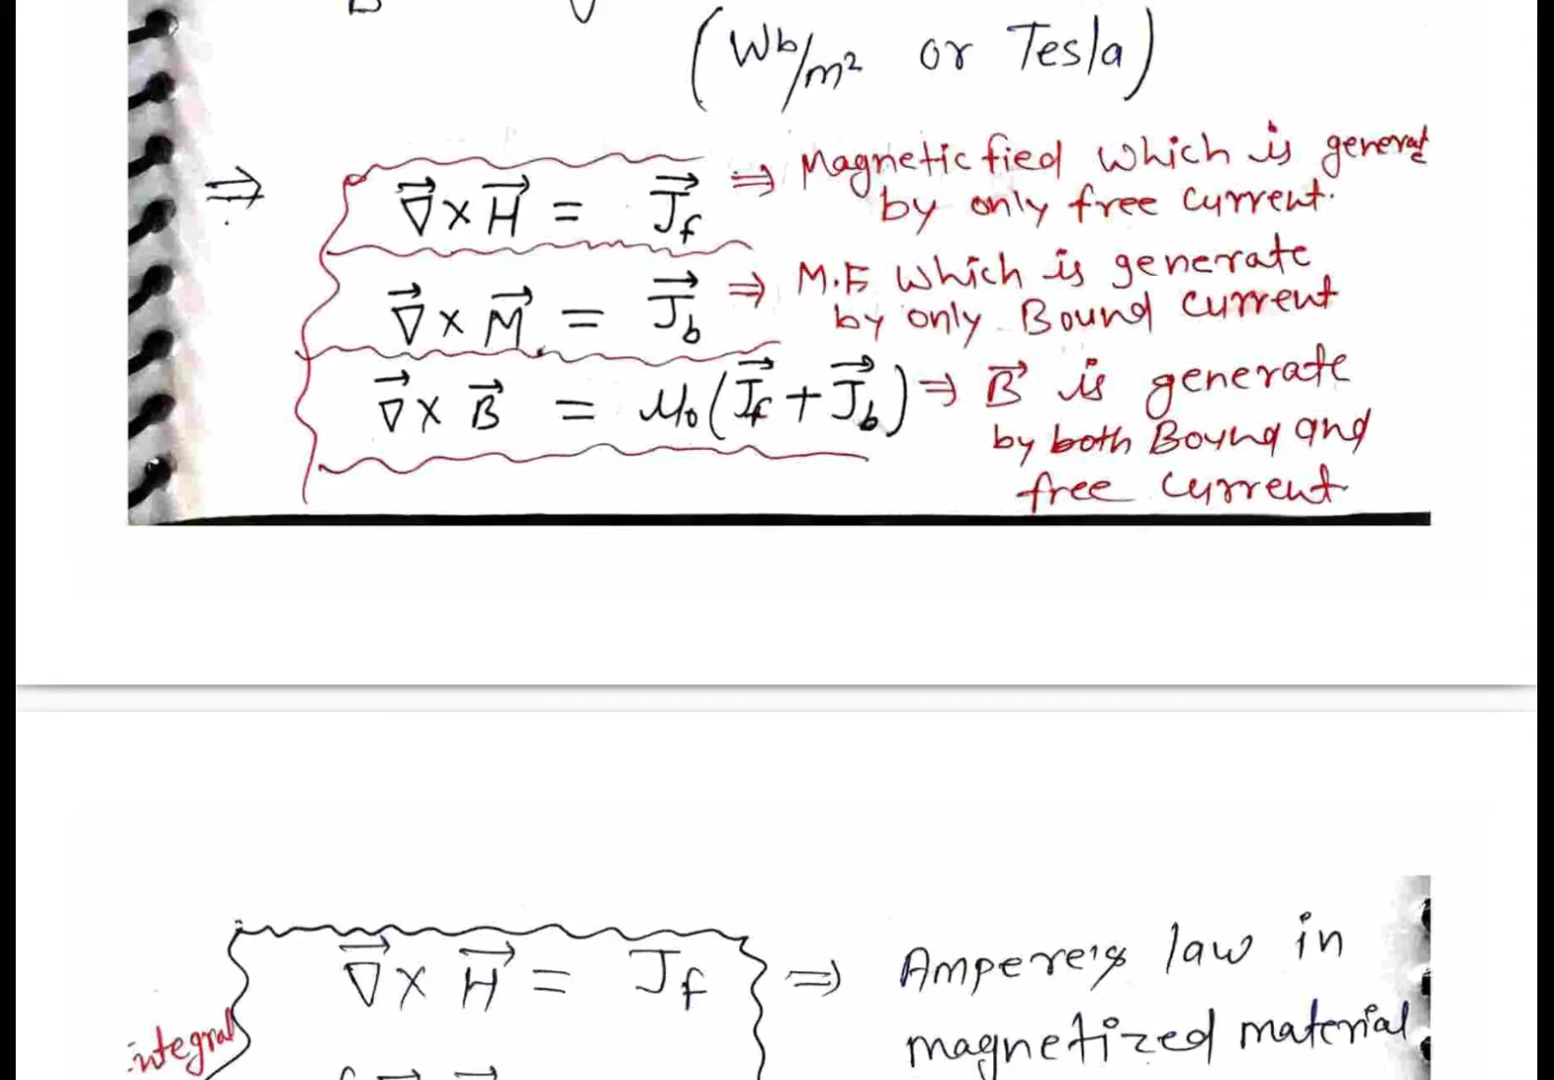 (Wb/m² or Tesla)
⇒ ∇⃗ × H⃗ = J⃗f ⇒ Magnetic fied which is generat
by only free current.
∇⃗ × M⃗ = J⃗b ⇒ M.F which is generate
by only Bound current
∇⃗ × B⃗ = μ₀(J⃗f + J⃗b) ⇒ B⃗ is generate
by both Bound and
free current
∇⃗ × H⃗ = Jf ⇒ Ampere's law in
magnetized material
integral